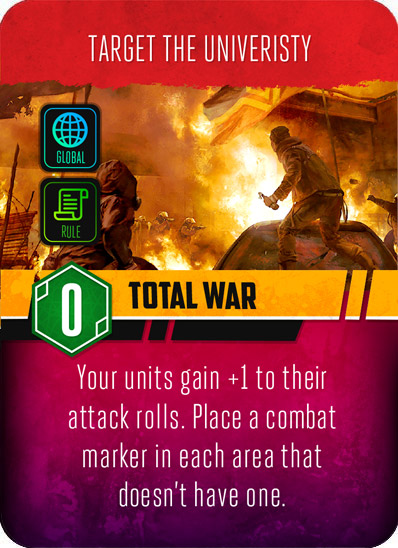 TARGET THE UNIVERISTY
GLOBAL
RULE
0
TOTAL WAR
Your units gain +1 to their
attack rolls. Place a combat
marker in each area that
doesn't have one.